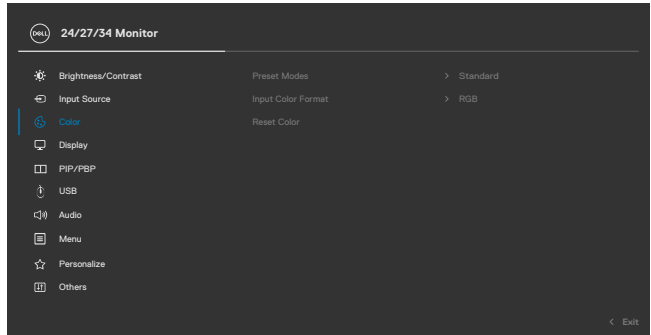 DELL 24/27/34 Monitor
Brightness/Contrast Preset Modes > Standard
Input Source Input Color Format > RGB
Color Reset Color
Display
PIP/PBP
USB
Audio
Menu
Personalize
Others
< Exit